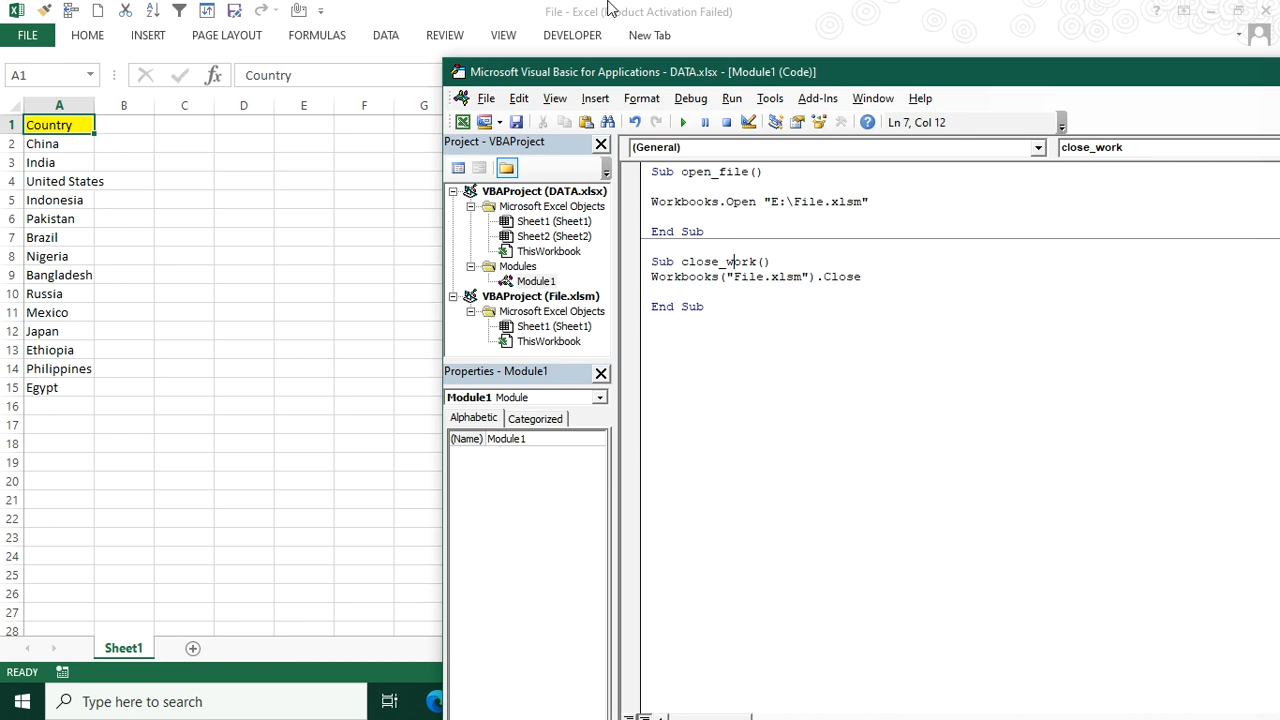 File - Excel (Product Activation Failed)
FILE HOME INSERT PAGE LAYOUT FORMULAS DATA REVIEW VIEW DEVELOPER New Tab
A1 fx Country
A B C D E F G
1 Country
2 China
3 India
4 United States
5 Indonesia
6 Pakistan
7 Brazil
8 Nigeria
9 Bangladesh
10 Russia
11 Mexico
12 Japan
13 Ethiopia
14 Philippines
15 Egypt
16
17
18
19
20
21
22
23
24
25
26
27
28
Sheet1
READY
Type here to search
Microsoft Visual Basic for Applications - DATA.xlsx - [Module1 (Code)]
File Edit View Insert Format Debug Run Tools Add-Ins Window Help
Ln 7, Col 12
Project - VBAProject
VBAProject (DATA.xlsx)
Microsoft Excel Objects
Sheet1 (Sheet1)
Sheet2 (Sheet2)
ThisWorkbook
Modules
Module1
VBAProject (File.xlsm)
Microsoft Excel Objects
Sheet1 (Sheet1)
ThisWorkbook
Properties - Module1
Module1 Module
Alphabetic Categorized
(Name) Module1
(General) close_work
Sub open_file()
Workbooks.Open "E:\File.xlsm"
End Sub
Sub close_work()
Workbooks("File.xlsm").Close
End Sub